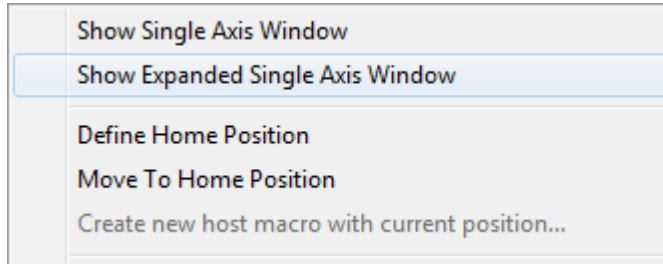 Show Single Axis Window
Show Expanded Single Axis Window
Define Home Position
Move To Home Position
Create new host macro with current position...